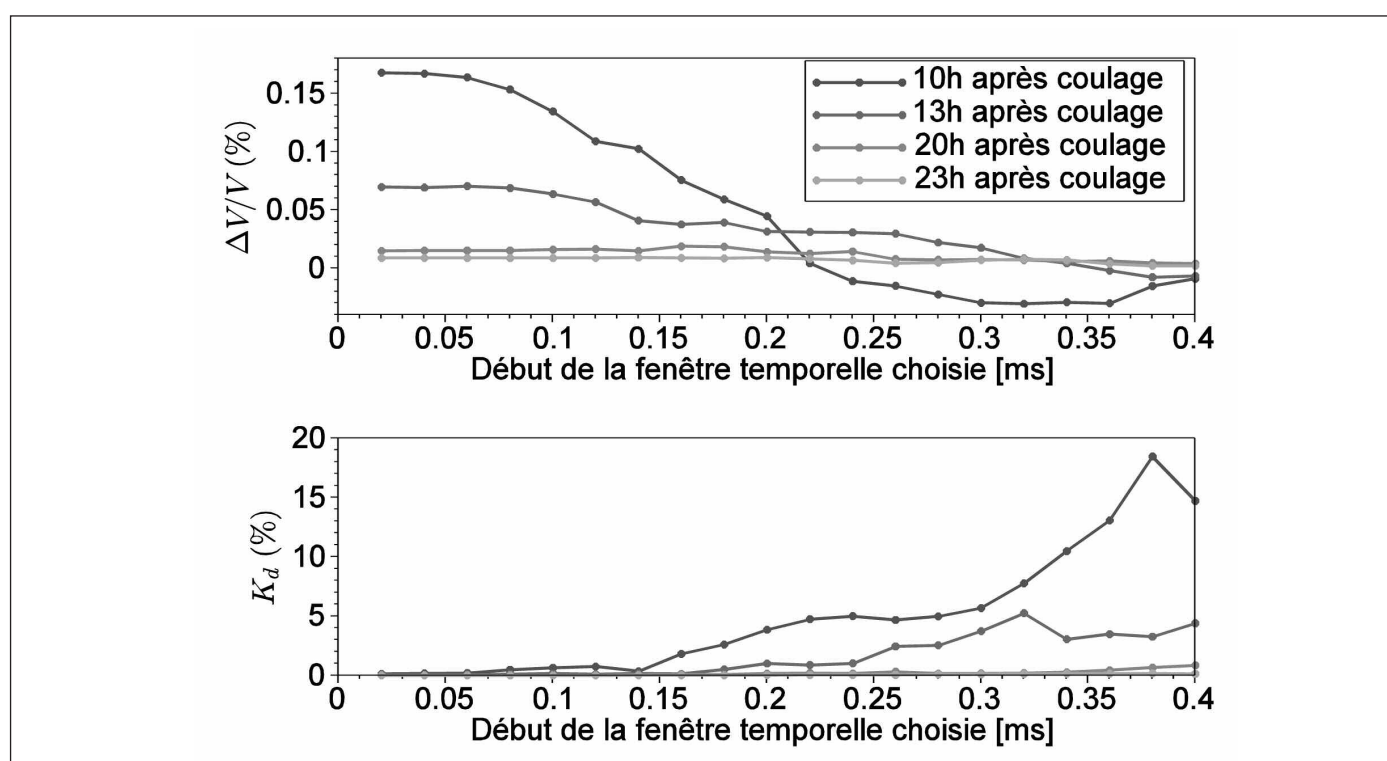 0.15
0.1
0.05
0
ΔV/V (%)
10h après coulage
13h après coulage
20h après coulage
23h après coulage
0 0.05 0.1 0.15 0.2 0.25 0.3 0.35 0.4
Début de la fenêtre temporelle choisie [ms]
20
15
10
5
0
K_d (%)
0 0.05 0.1 0.15 0.2 0.25 0.3 0.35 0.4
Début de la fenêtre temporelle choisie [ms]